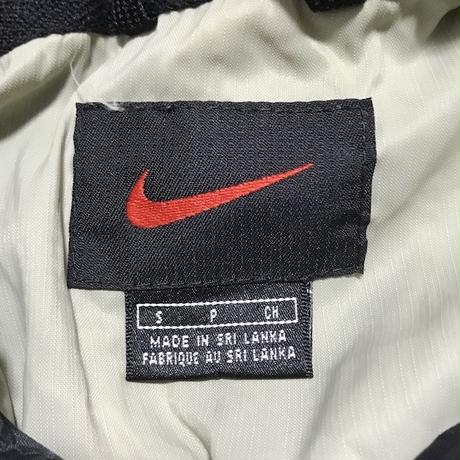 S P CH
MADE IN SRI LANKA
FABRIQUE AU SRI LANKA